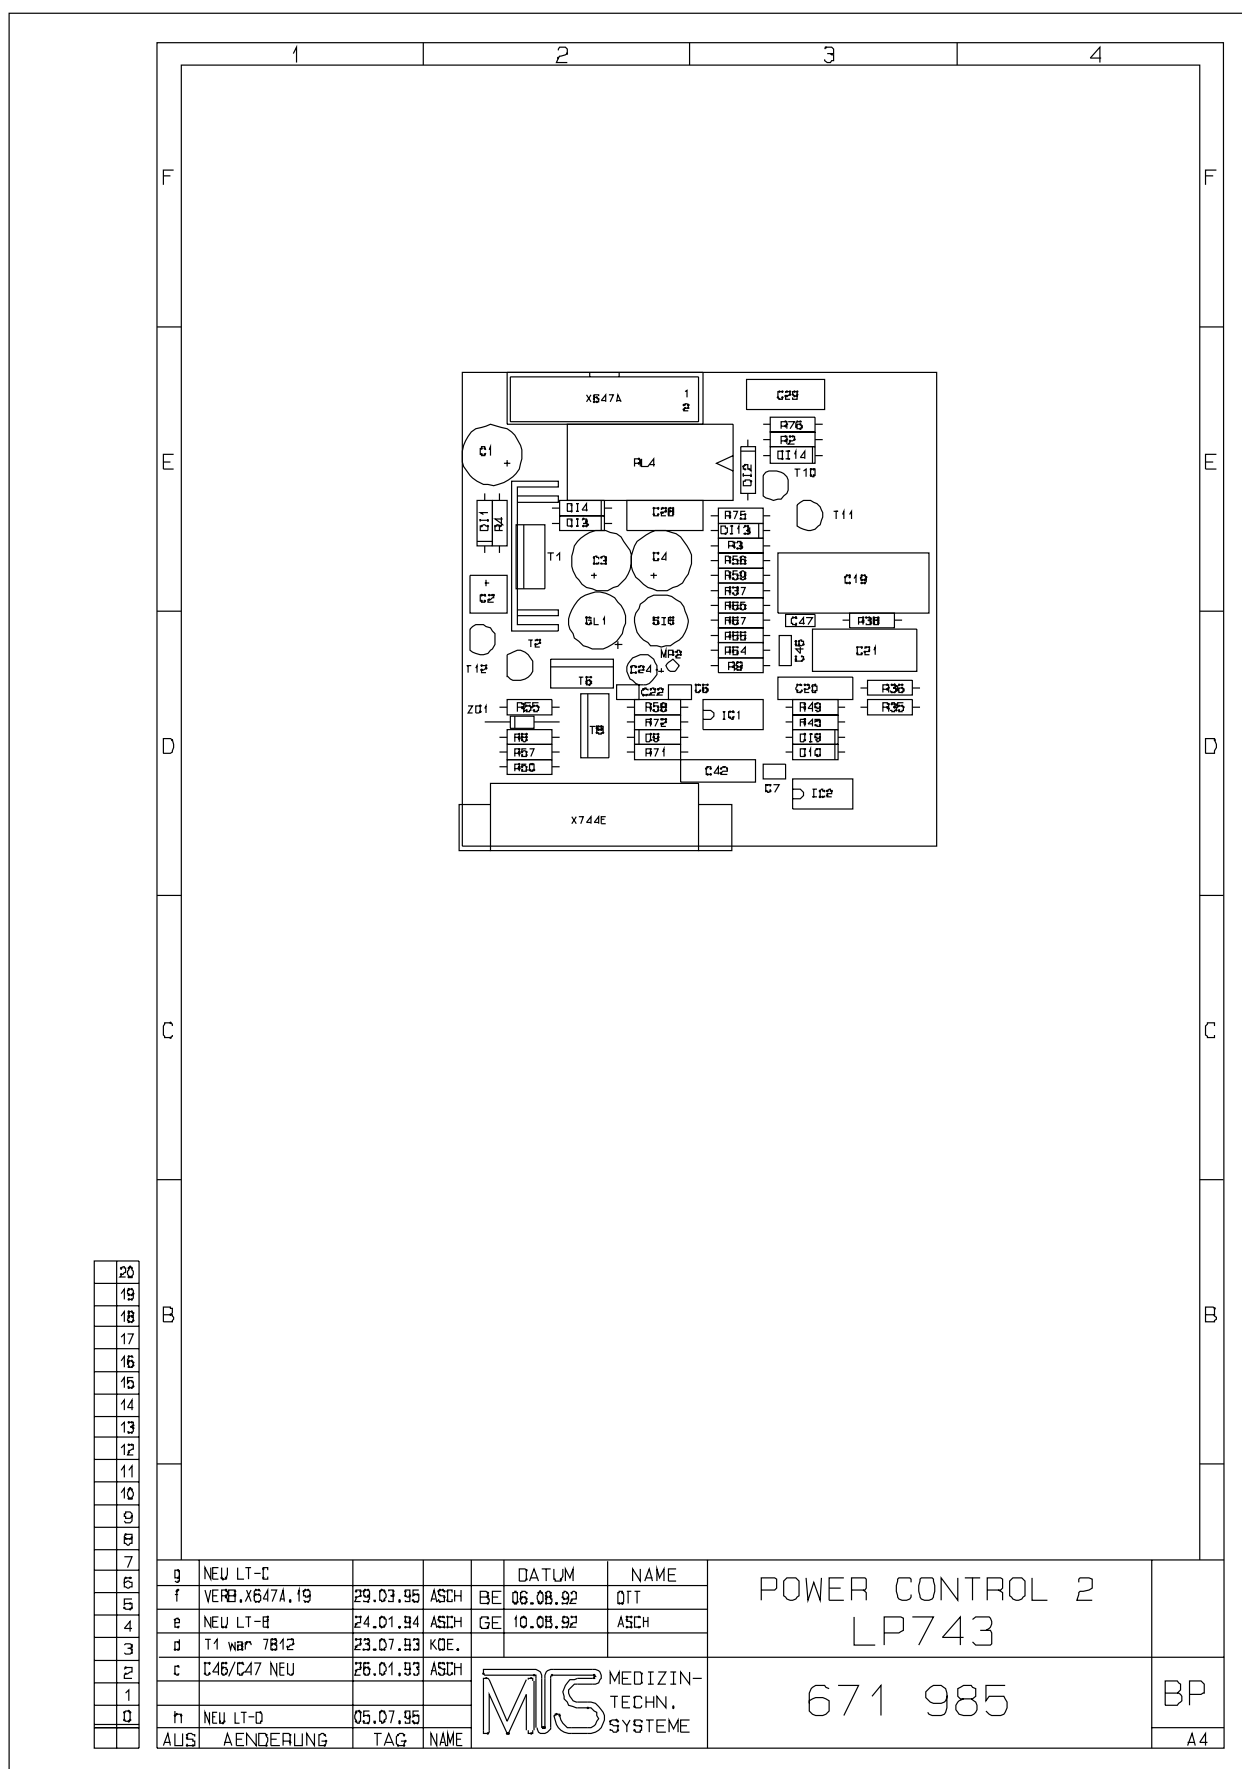 1 2 3 4
F F
X647A 1
2
C29
R76
R2
DI14
C1
+
RL4
DI2
E E
T10
T11
DI1
R4
DI4
DI3
C28
R75
DI13
R3
R56
R59
R37
R65
R67
R66
R64
R9
T1
C3
+
C4
+
C19
+
C2
GL1
+
SI6
C47
R38
C46
C21
T12
T2
MP2
C24
+
T6
C22
C6
C20
R36
R35
ZD1
R55
R6
R57
R50
T8
R58
R72
D9
R71
IC1
R49
R45
DI9
D10
D D
C42
C7
IC2
X744E
C C
B B
20
19
18
17
16
15
14
13
12
11
10
9
8
7
6
5
4
3
2
1
0
g NEU LT-C
f VERB.X647A.19 29.03.95 ASCH
e NEU LT-B 24.01.94 ASCH
d T1 war 7812 23.07.93 KOE.
c C46/C47 NEU 26.01.93 ASCH
h NEU LT-D 05.07.95
AUS AENDERUNG TAG NAME
DATUM NAME
BE 06.08.92 OTT
GE 10.08.92 ASCH
MTS MEDIZIN-
TECHN.
SYSTEME
POWER CONTROL 2
LP743
671 985
BP
A4